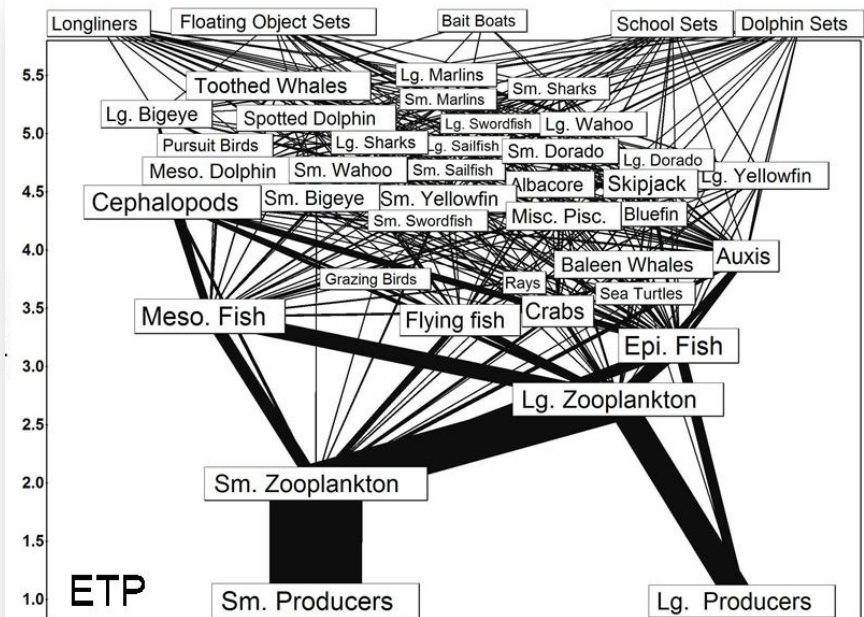 Longliners
Floating Object Sets
Bait Boats
School Sets
Dolphin Sets
5.5
Lg. Marlins
Toothed Whales
Sm. Sharks
Sm. Marlins
Lg. Bigeye
Spotted Dolphin
5.0
Lg. Swordfish
Lg. Wahoo
Pursuit Birds
Lg. Sharks
Lg. Sailfish
Sm. Dorado
Lg. Dorado
Meso. Dolphin
Sm. Wahoo
Sm. Sailfish
Lg. Yellowfin
4.5
Albacore
Skipjack
Cephalopods
Sm. Bigeye
Sm. Yellowfin
Sm. Swordfish
Misc. Pisc.
Bluefin
4.0
Auxis
Baleen Whales
Grazing Birds
Rays
Sea Turtles
3.5
Meso. Fish
Flying fish
Crabs
Epi. Fish
3.0
Lg. Zooplankton
2.5
2.0
Sm. Zooplankton
1.5
1.0
ETP
Sm. Producers
Lg. Producers